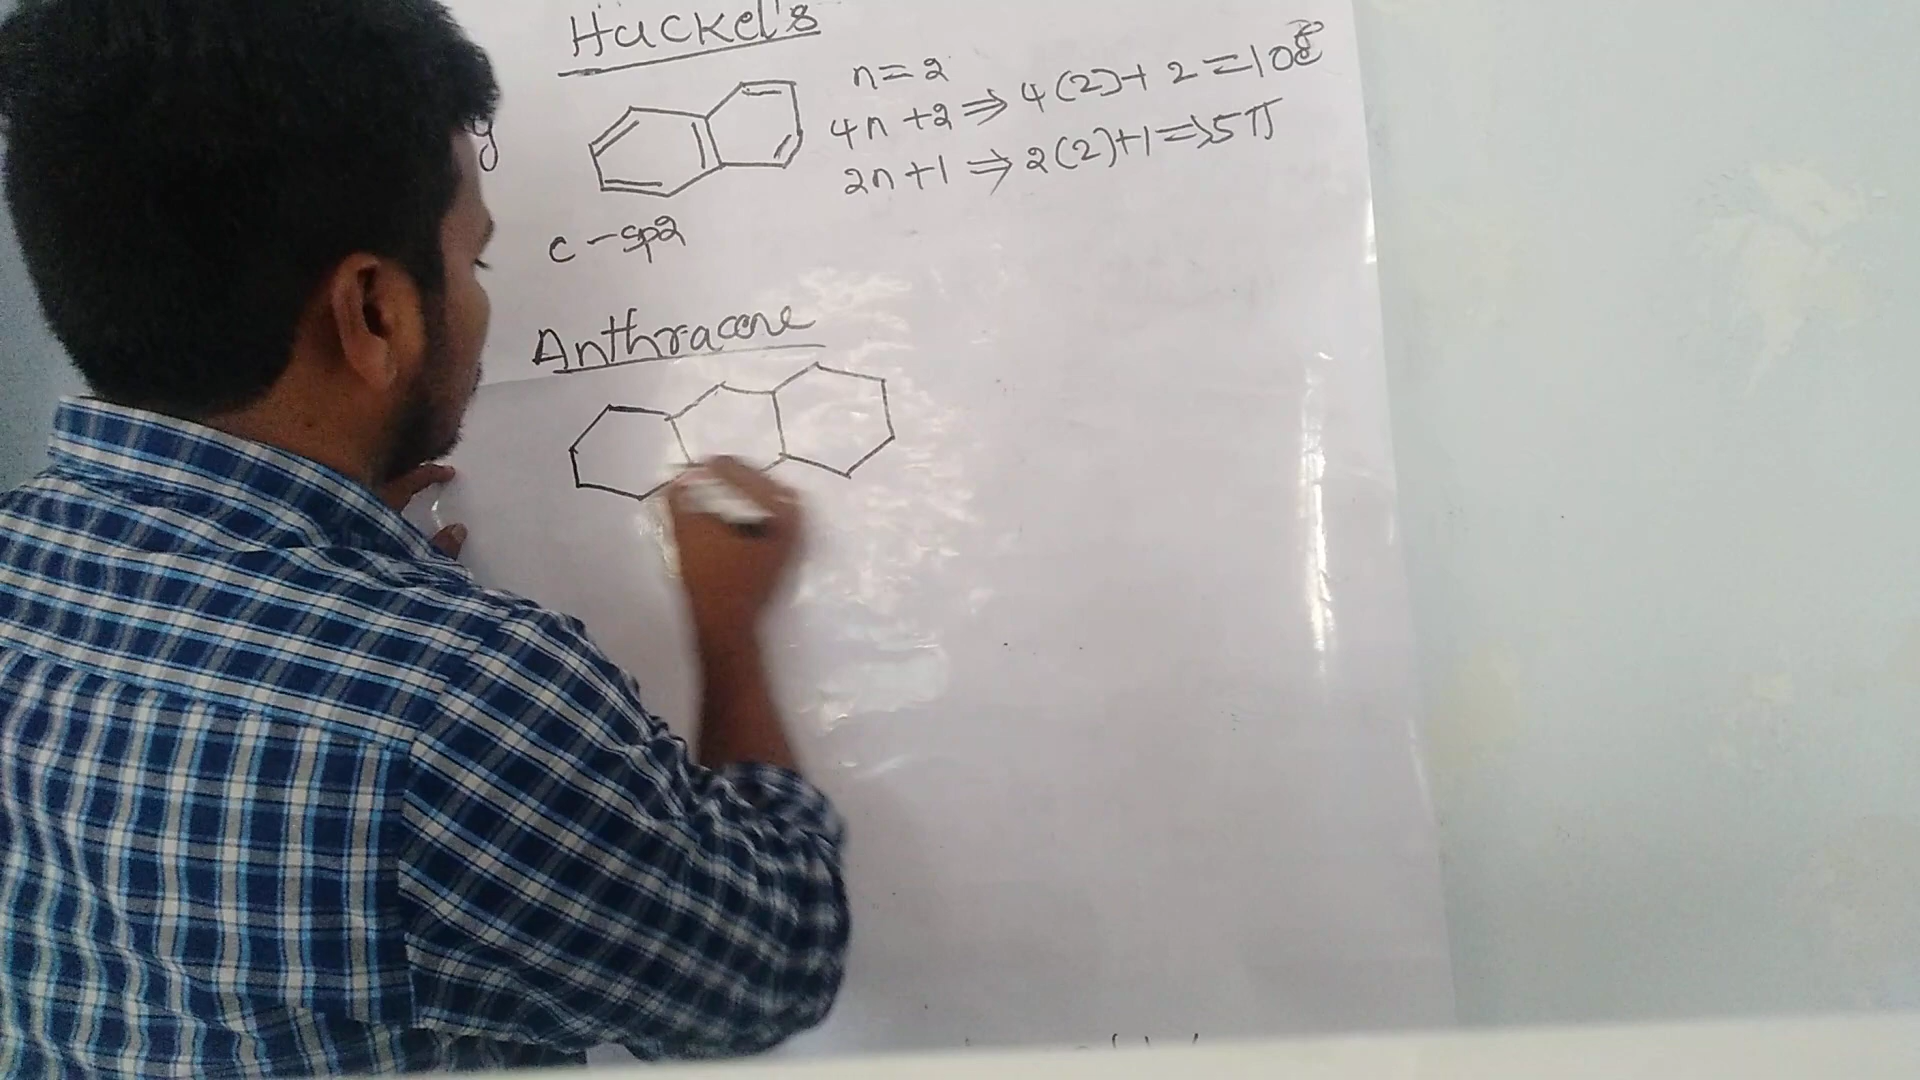 Huckel's
n=2
4n+2 ⇒ 4(2)+2=10e
2n+1 ⇒ 2(2)+1=>5π
y
c-sp2
Anthracene